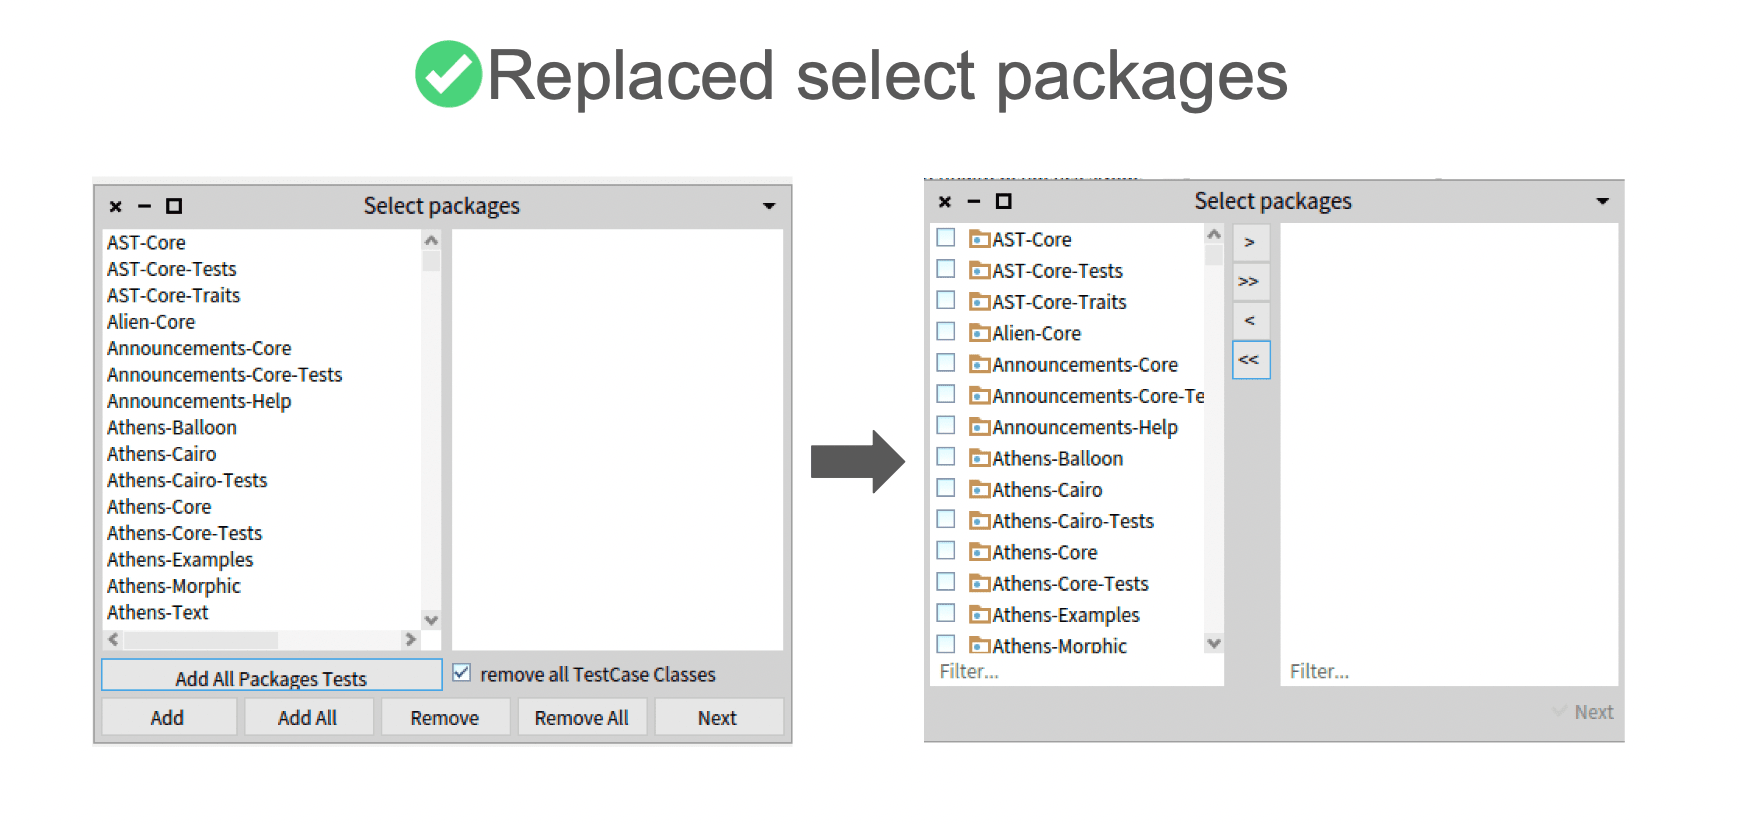 Replaced select packages
Select packages
AST-Core
AST-Core-Tests
AST-Core-Traits
Alien-Core
Announcements-Core
Announcements-Core-Tests
Announcements-Help
Athens-Balloon
Athens-Cairo
Athens-Cairo-Tests
Athens-Core
Athens-Core-Tests
Athens-Examples
Athens-Morphic
Athens-Text
Add All Packages Tests
remove all TestCase Classes
Add
Add All
Remove
Remove All
Next
Select packages
AST-Core
AST-Core-Tests
AST-Core-Traits
Alien-Core
Announcements-Core
Announcements-Core-Te
Announcements-Help
Athens-Balloon
Athens-Cairo
Athens-Cairo-Tests
Athens-Core
Athens-Core-Tests
Athens-Examples
Athens-Morphic
Filter...
>
>>
<
<<
Filter...
Next